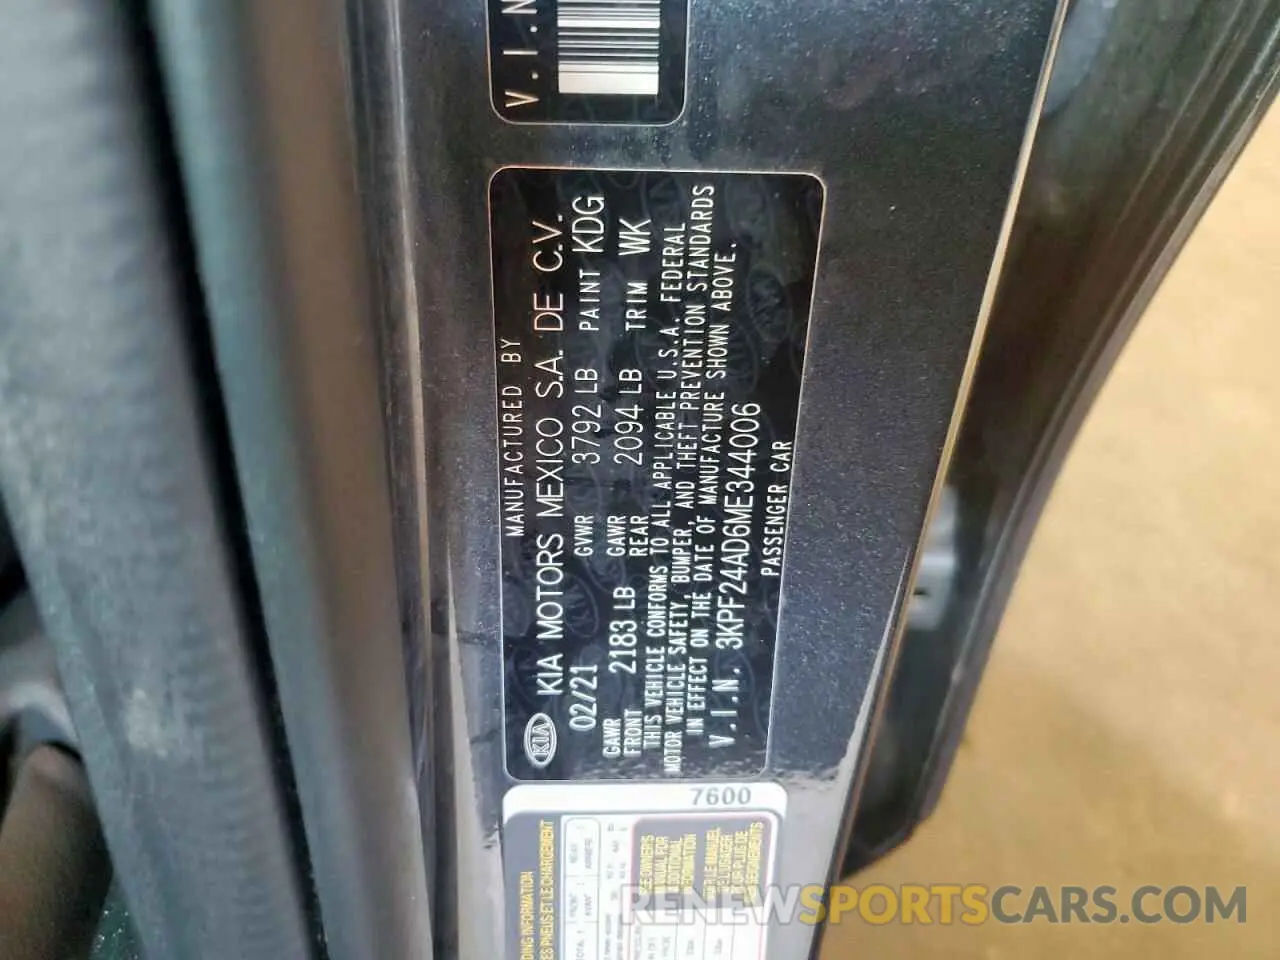 V.I.N
MANUFACTURED BY
KIA KIA MOTORS MEXICO S.A. DE C.V.
02/21 GVWR 3792 LB PAINT KDG
GAWR FRONT 2183 LB GAWR REAR 2094 LB TRIM WK
THIS VEHICLE CONFORMS TO ALL APPLICABLE U.S.A. FEDERAL
MOTOR VEHICLE SAFETY, BUMPER, AND THEFT PREVENTION STANDARDS
IN EFFECT ON THE DATE OF MANUFACTURE SHOWN ABOVE.
V.I.N. 3KPF24AD6ME344006
PASSENGER CAR
7600
RENEWSPORTSCARS.COM